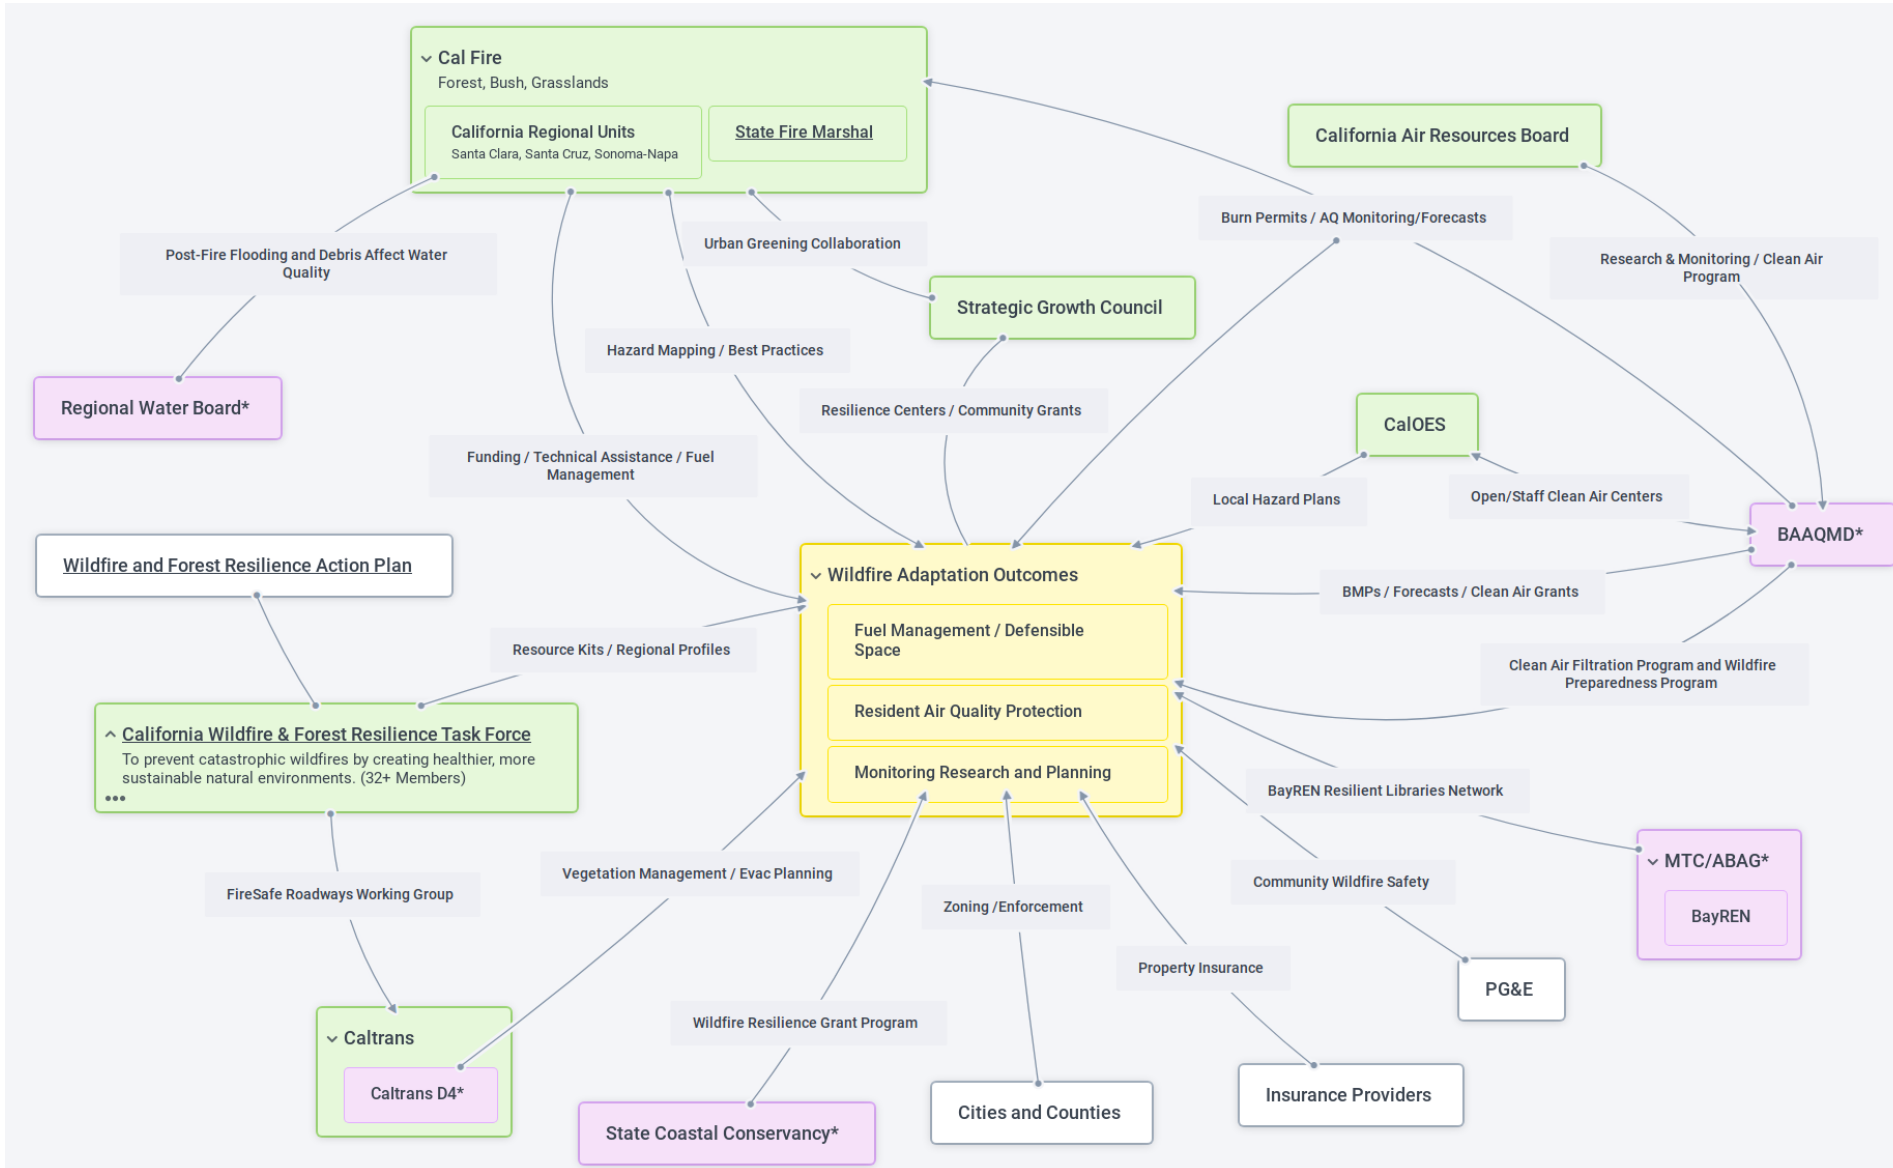 Cal Fire
Forest, Bush, Grasslands
California Regional Units
Santa Clara, Santa Cruz, Sonoma-Napa
State Fire Marshal
California Air Resources Board
Burn Permits / AQ Monitoring/Forecasts
Urban Greening Collaboration
Post-Fire Flooding and Debris Affect Water
Quality
Research & Monitoring / Clean Air
Program
Strategic Growth Council
Hazard Mapping / Best Practices
Regional Water Board*
Resilience Centers / Community Grants
CalOES
Funding / Technical Assistance / Fuel
Management
Local Hazard Plans
Open/Staff Clean Air Centers
BAAQMD*
Wildfire and Forest Resilience Action Plan
Wildfire Adaptation Outcomes
BMPs / Forecasts / Clean Air Grants
Fuel Management / Defensible
Space
Resource Kits / Regional Profiles
Clean Air Filtration Program and Wildfire
Preparedness Program
Resident Air Quality Protection
California Wildfire & Forest Resilience Task Force
To prevent catastrophic wildfires by creating healthier, more
sustainable natural environments. (32+ Members)
Monitoring Research and Planning
BayREN Resilient Libraries Network
MTC/ABAG*
BayREN
Vegetation Management / Evac Planning
Community Wildfire Safety
FireSafe Roadways Working Group
Zoning /Enforcement
Property Insurance
PG&E
Wildfire Resilience Grant Program
Caltrans
Caltrans D4*
Insurance Providers
Cities and Counties
State Coastal Conservancy*